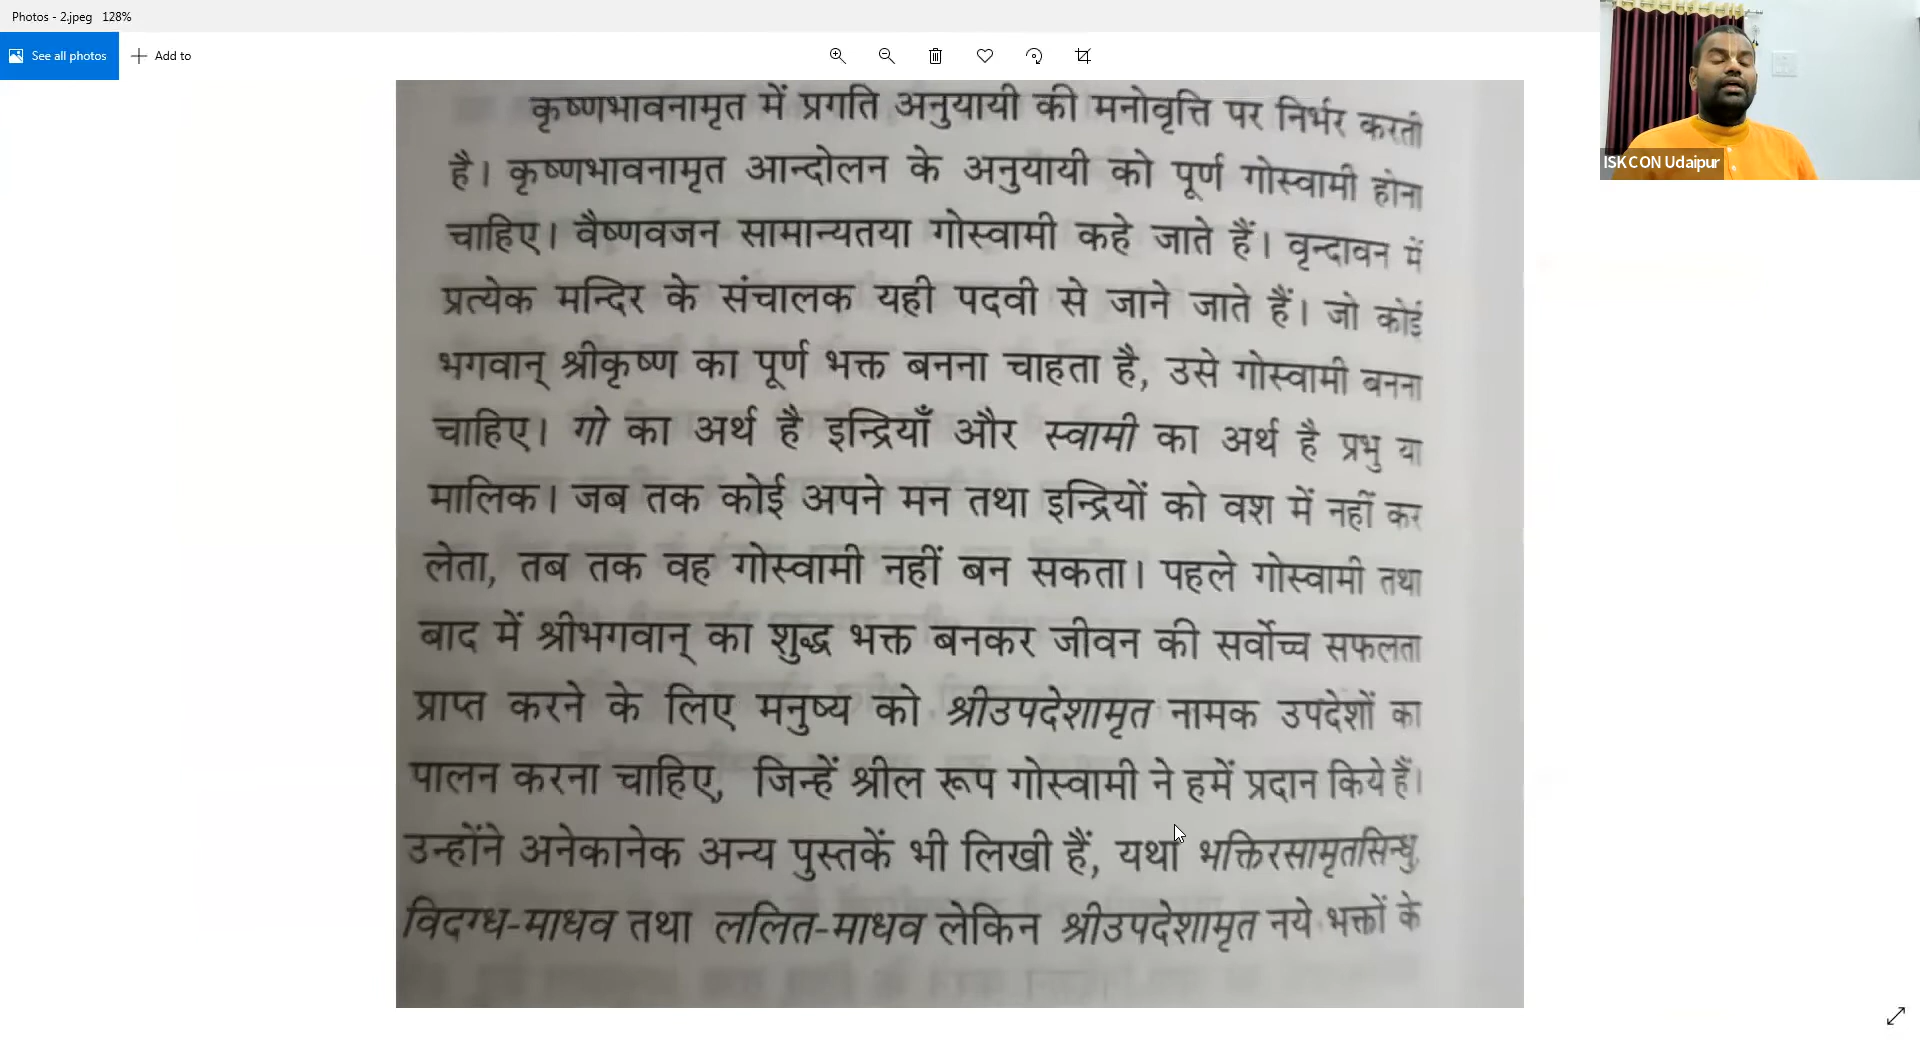 Photos - 2.jpeg 128%
See all photos
Add to
ISKCON Udaipur
कृष्णभावनामृत में प्रगति अनुयायी की मनोवृत्ति पर निर्भर करती
है। कृष्णभावनामृत आन्दोलन के अनुयायी को पूर्ण गोस्वामी होना
चाहिए। वैष्णवजन सामान्यतया गोस्वामी कहे जाते हैं। वृन्दावन में
प्रत्येक मन्दिर के संचालक यही पदवी से जाने जाते हैं। जो कोई
भगवान् श्रीकृष्ण का पूर्ण भक्त बनना चाहता है, उसे गोस्वामी बनना
चाहिए। गो का अर्थ है इन्द्रियाँ और स्वामी का अर्थ है प्रभु या
मालिक। जब तक कोई अपने मन तथा इन्द्रियों को वश में नहीं कर
लेता, तब तक वह गोस्वामी नहीं बन सकता। पहले गोस्वामी तथा
बाद में श्रीभगवान् का शुद्ध भक्त बनकर जीवन की सर्वोच्च सफलता
प्राप्त करने के लिए मनुष्य को श्रीउपदेशामृत नामक उपदेशों का
पालन करना चाहिए, जिन्हें श्रील रूप गोस्वामी ने हमें प्रदान किये हैं।
उन्होंने अनेकानेक अन्य पुस्तकें भी लिखी हैं, यथा भक्तिरसामृतसिन्धु,
विदग्ध-माधव तथा ललित-माधव लेकिन श्रीउपदेशामृत नये भक्तों के